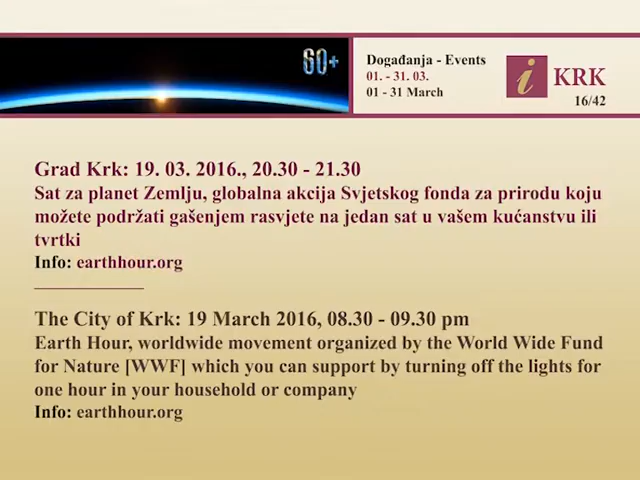 60+
Događanja - Events
01. - 31. 03.
01 - 31 March
i
KRK
16/42
Grad Krk: 19. 03. 2016., 20.30 - 21.30
Sat za planet Zemlju, globalna akcija Svjetskog fonda za prirodu koju
možete podržati gašenjem rasvjete na jedan sat u vašem kućanstvu ili
tvrtki
Info: earthhour.org
The City of Krk: 19 March 2016, 08.30 - 09.30 pm
Earth Hour, worldwide movement organized by the World Wide Fund
for Nature [WWF] which you can support by turning off the lights for
one hour in your household or company
Info: earthhour.org